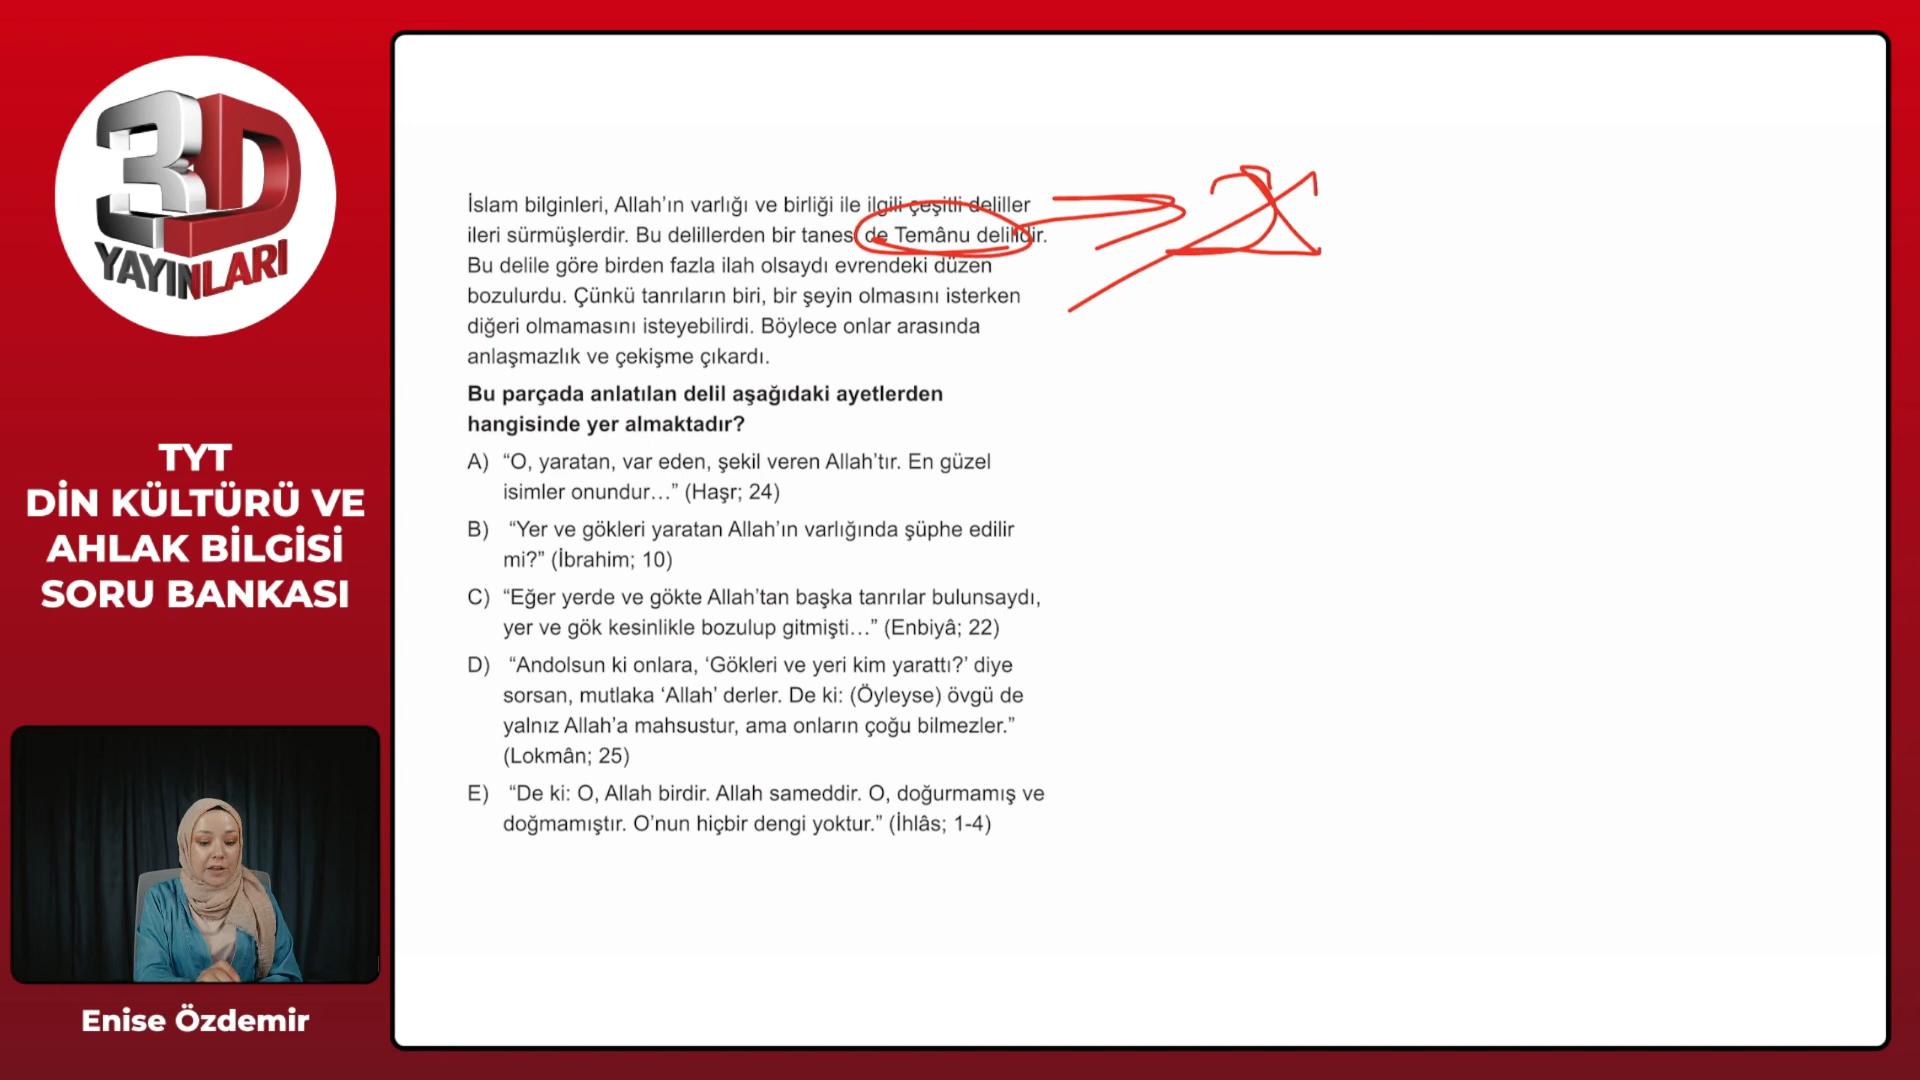 3D
YAYINLARI
TYT
DİN KÜLTÜRÜ VE
AHLAK BİLGİSİ
SORU BANKASI
Enise Özdemir
İslam bilginleri, Allah’ın varlığı ve birliği ile ilgili çeşitli deliller
ileri sürmüşlerdir. Bu delillerden bir tanesi de Temânu delilidir.
Bu delile göre birden fazla ilah olsaydı evrendeki düzen
bozulurdu. Çünkü tanrıların biri, bir şeyin olmasını isterken
diğeri olmamasını isteyebilirdi. Böylece onlar arasında
anlaşmazlık ve çekişme çıkardı.
Bu parçada anlatılan delil aşağıdaki ayetlerden
hangisinde yer almaktadır?
A) “O, yaratan, var eden, şekil veren Allah’tır. En güzel
isimler onundur…” (Haşr; 24)
B) “Yer ve gökleri yaratan Allah’ın varlığında şüphe edilir
mi?” (İbrahim; 10)
C) “Eğer yerde ve gökte Allah’tan başka tanrılar bulunsaydı,
yer ve gök kesinlikle bozulup gitmişti…” (Enbiyâ; 22)
D) “Andolsun ki onlara, ‘Gökleri ve yeri kim yarattı?’ diye
sorsan, mutlaka ‘Allah’ derler. De ki: (Öyleyse) övgü de
yalnız Allah’a mahsustur, ama onların çoğu bilmezler.”
(Lokmân; 25)
E) “De ki: O, Allah birdir. Allah sameddir. O, doğurmamış ve
doğmamıştır. O’nun hiçbir dengi yoktur.” (İhlâs; 1-4)